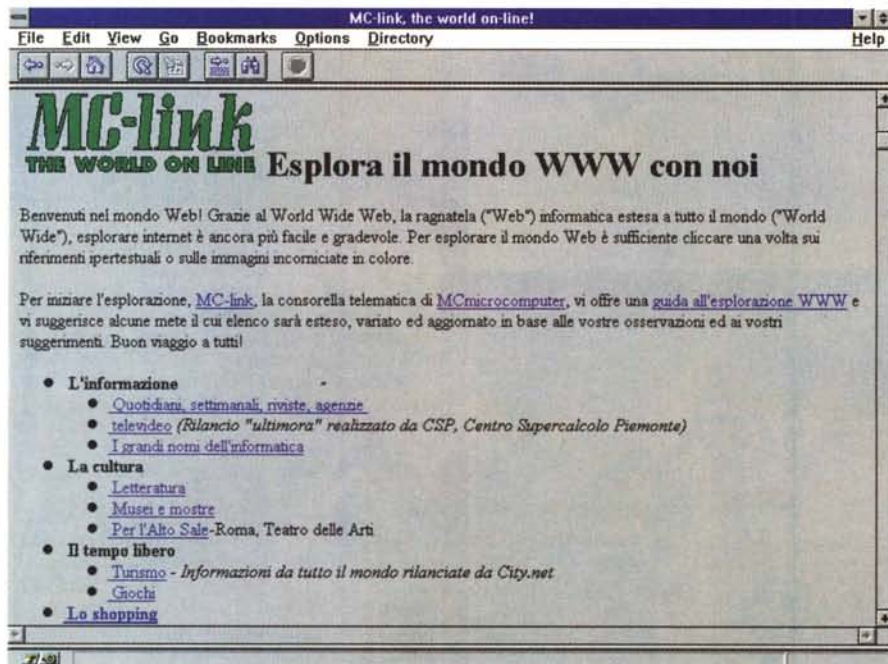 MC-link, the world on-line!
File Edit View Go Bookmarks Options Directory Help
MC-link
THE WORLD ON LINE
Esplora il mondo WWW con noi
Benvenuti nel mondo Web! Grazie al World Wide Web, la ragnatela ("Web") informatica estesa a tutto il mondo ("World
Wide"), esplorare internet è ancora più facile e gradevole. Per esplorare il mondo Web è sufficiente cliccare una volta sui
riferimenti ipertestuali o sulle immagini incorniciate in colore.
Per iniziare l'esplorazione, MC-link, la consorella telematica di MCmicrocomputer, vi offre una guida all'esplorazione WWW e
vi suggerisce alcune mete il cui elenco sarà esteso, variato ed aggiornato in base alle vostre osservazioni ed ai vostri
suggerimenti. Buon viaggio a tutti!
L'informazione
Quotidiani, settimanali, riviste, agenzie
televideo (Rilancio "ultimora" realizzato da CSP, Centro Supercalcolo Piemonte)
I grandi nomi dell'informatica
La cultura
Letteratura
Musei e mostre
Per l'Alto Sale-Roma, Teatro delle Arti
Il tempo libero
Turismo - Informazioni da tutto il mondo rilanciate da City.net
Giochi
Lo shopping